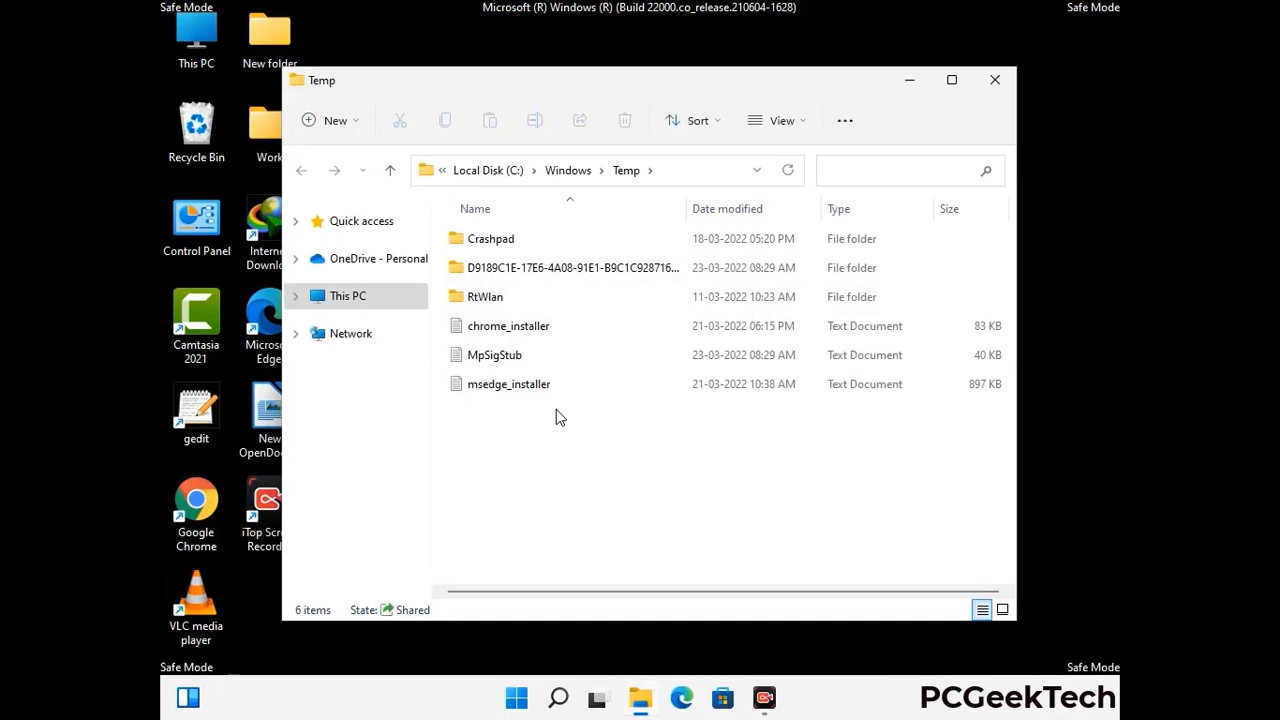 Safe Mode
Microsoft (R) Windows (R) (Build 22000.co_release.210604-1628)
Safe Mode
This PC
New folder
Recycle Bin
Work
Control Panel
Interne
Downlo
Camtasia
2021
Micros
Edge
gedit
New
OpenDoc
Google
Chrome
iTop Scre
Record
VLC media
player
Temp
New
Sort
View
«
Local Disk (C:) > Windows > Temp >
Quick access
OneDrive - Personal
This PC
Network
Name Date modified Type Size
Crashpad 18-03-2022 05:20 PM File folder
D9189C1E-17E6-4A08-91E1-B9C1C928716... 23-03-2022 08:29 AM File folder
RtWlan 11-03-2022 10:23 AM File folder
chrome_installer 21-03-2022 06:15 PM Text Document 83 KB
MpSigStub 23-03-2022 08:29 AM Text Document 40 KB
msedge_installer 21-03-2022 10:38 AM Text Document 897 KB
6 items State: Shared
Safe Mode
Safe Mode
PCGeekTech